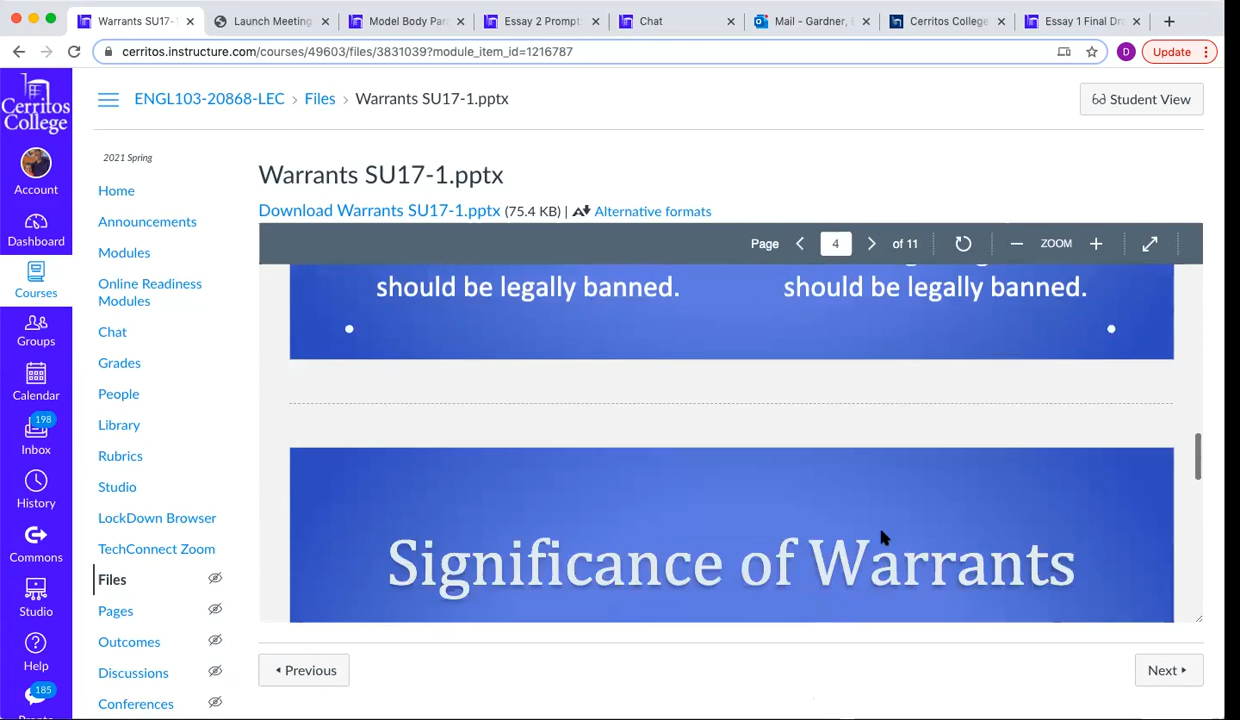 Warrants SU17-1
Launch Meeting
Model Body Par
Essay 2 Prompt
Chat
Mail - Gardner,
Cerritos College
Essay 1 Final Dr
cerritos.instructure.com/courses/49603/files/3831039?module_item_id=1216787
D
Update
Cerritos
College
ENGL103-20868-LEC › Files › Warrants SU17-1.pptx
Student View
Account
Dashboard
Courses
Groups
Calendar
198
Inbox
History
Commons
Studio
Help
185
2021 Spring
Home
Announcements
Modules
Online Readiness
Modules
Chat
Grades
People
Library
Rubrics
Studio
LockDown Browser
TechConnect Zoom
Files
Pages
Outcomes
Discussions
Conferences
Warrants SU17-1.pptx
Download Warrants SU17-1.pptx (75.4 KB) | Alternative formats
Page 4 of 11 ZOOM
should be legally banned.
should be legally banned.
Significance of Warrants
Previous
Next